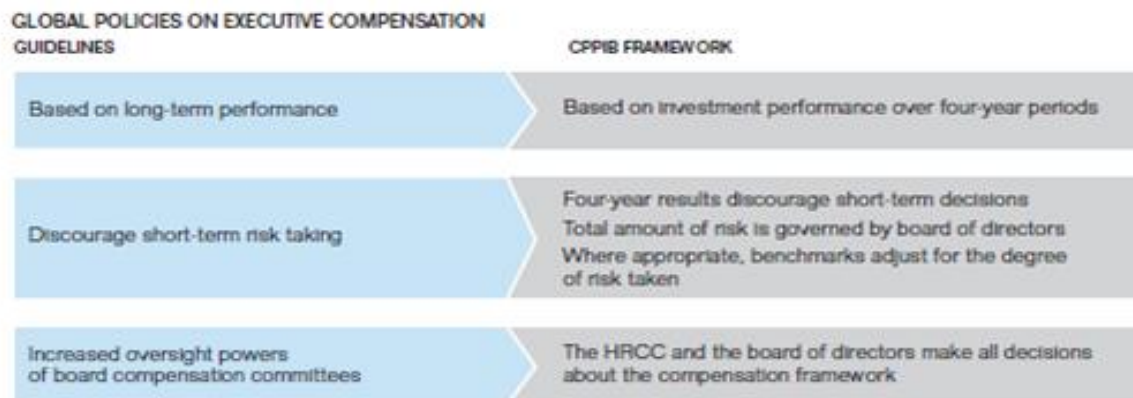 GLOBAL POLICIES ON EXECUTIVE COMPENSATION
GUIDELINES
CPPIB FRAMEWORK
Based on long-term performance
Based on investment performance over four-year periods
Discourage short-term risk taking
Four-year results discourage short-term decisions
Total amount of risk is governed by board of directors
Where appropriate, benchmarks adjust for the degree
of risk taken
Increased oversight powers
of board compensation committees
The HRCC and the board of directors make all decisions
about the compensation framework